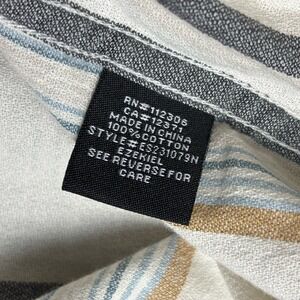 RN#112306
CA#12371
MADE IN CHINA
100%COTTON
STYLE#ES231079N
EZEKIEL
SEE REVERSE FOR
CARE